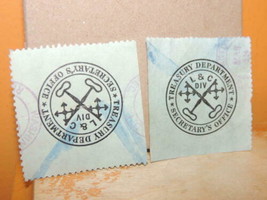 TREASURY DEPARTMENT
SECRETARY'S OFFICE
L & C
DIV
TREASURY DEPARTMENT
SECRETARY'S OFFICE
L & C
DIV